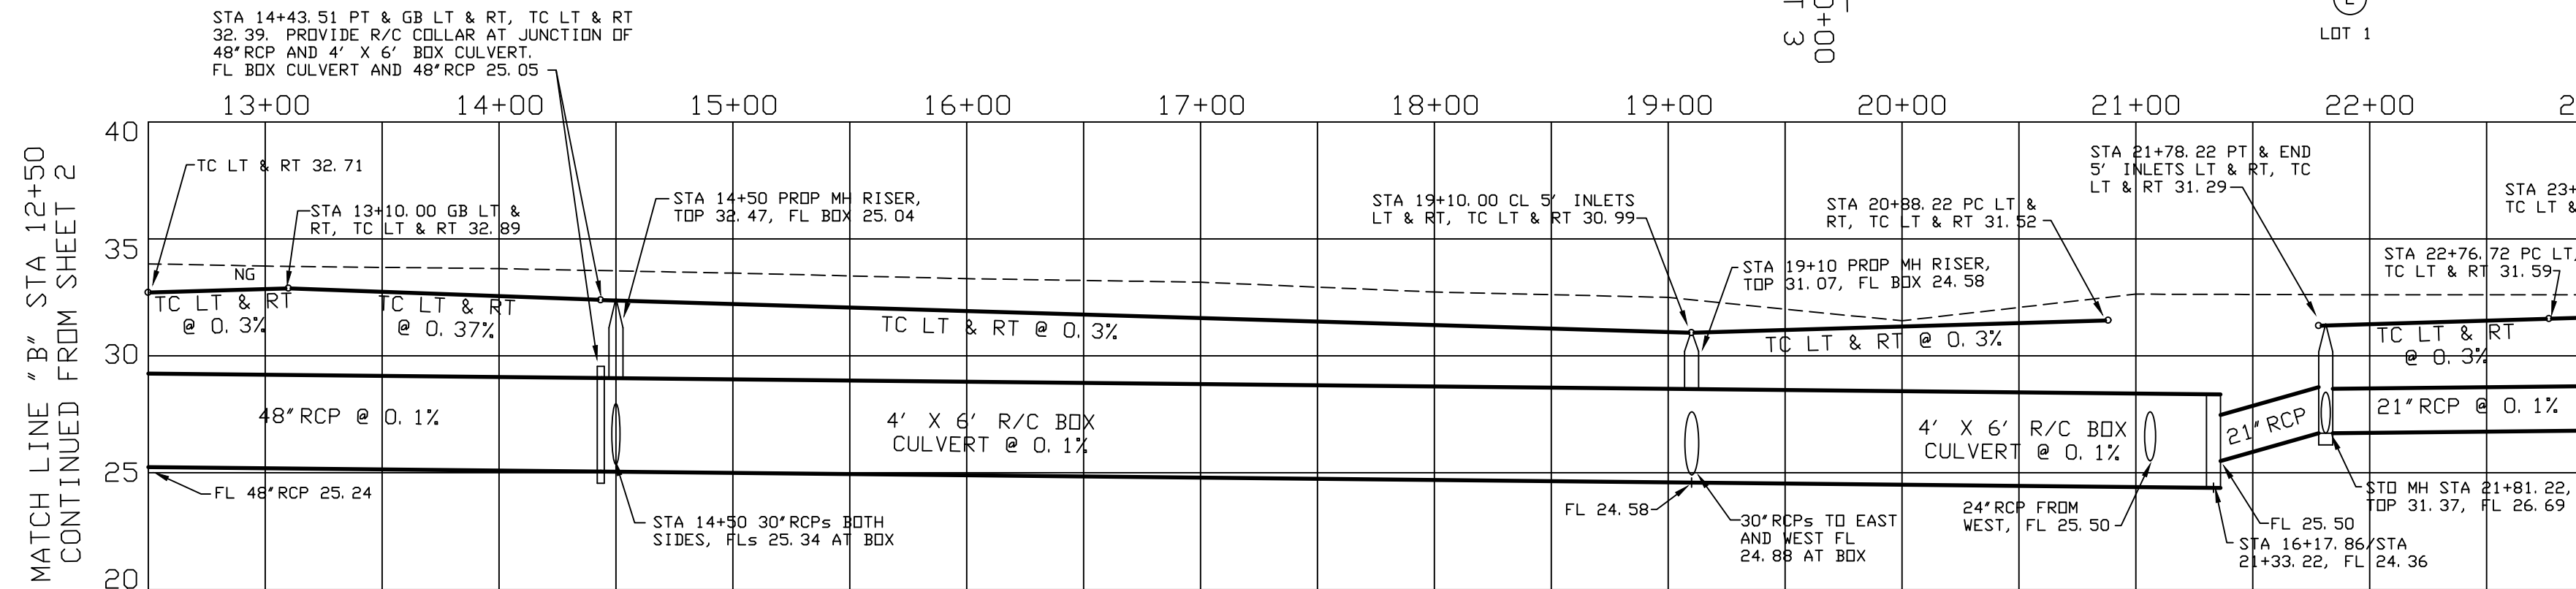 STA 14+43.51 PT & GB LT & RT, TC LT & RT
32.39. PROVIDE R/C COLLAR AT JUNCTION OF
48"RCP AND 4' X 6' BOX CULVERT.
FL BOX CULVERT AND 48"RCP 25.05
0+00
T 3
LOT 1
13+00
14+00
15+00
16+00
17+00
18+00
19+00
20+00
21+00
22+00
2
40
35
30
25
20
MATCH LINE "B" STA 12+50
CONTINUED FROM SHEET 2
TC LT & RT 32.71
STA 13+10.00 GB LT &
RT, TC LT & RT 32.89
NG
TC LT & RT
@ 0.3%
TC LT & RT
@ 0.37%
STA 14+50 PROP MH RISER,
TOP 32.47, FL BOX 25.04
TC LT & RT @ 0.3%
STA 19+10.00 CL 5' INLETS
LT & RT, TC LT & RT 30.99
STA 19+10 PROP MH RISER,
TOP 31.07, FL BOX 24.58
STA 20+88.22 PC LT &
RT, TC LT & RT 31.52
TC LT & RT @ 0.3%
STA 21+78.22 PT & END
5' INLETS LT & RT, TC
LT & RT 31.29
STA 23+
TC LT &
STA 22+76.72 PC LT,
TC LT & RT 31.59
TC LT & RT
@ 0.3%
48"RCP @ 0.1%
4' X 6' R/C BOX
CULVERT @ 0.1%
4' X 6' R/C BOX
CULVERT @ 0.1%
21"RCP
21"RCP @ 0.1%
FL 48"RCP 25.24
STA 14+50 30"RCPs BOTH
SIDES, FLs 25.34 AT BOX
FL 24.58
30"RCPs TO EAST
AND WEST FL
24.88 AT BOX
24"RCP FROM
WEST, FL 25.50
FL 25.50
STA 16+17.86/STA
21+33.22, FL 24.36
STD MH STA 21+81.22,
TOP 31.37, FL 26.69